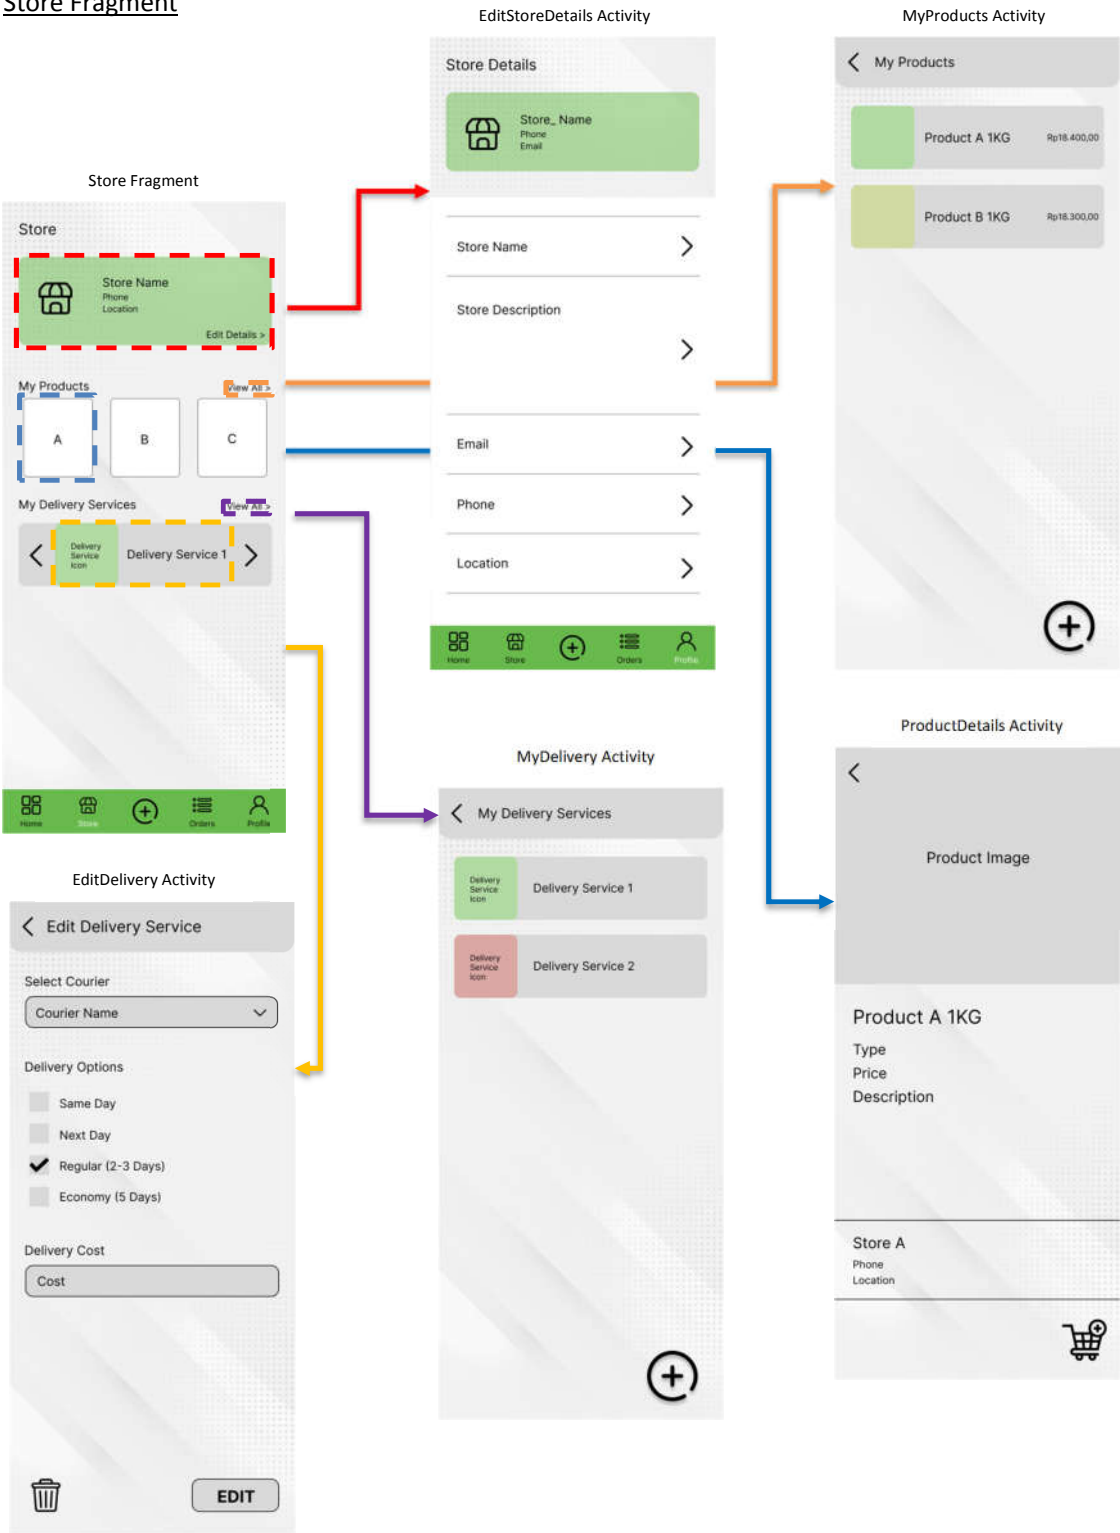 Store Fragment
EditStoreDetails Activity
MyProducts Activity
Store Fragment
Store
Store Name
Phone
Location
Edit Details >
My Products
View All >
A
B
C
My Delivery Services
View All >
Delivery
Service
Icon
Delivery Service 1
Home
Store
Orders
Profile
Store Details
Store_ Name
Phone
Email
Store Name
Store Description
Email
Phone
Location
Home
Store
Orders
Profile
My Products
Product A 1KG
Rp18.400,00
Product B 1KG
Rp18.300,00
EditDelivery Activity
Edit Delivery Service
Select Courier
Courier Name
Delivery Options
Same Day
Next Day
Regular (2-3 Days)
Economy (5 Days)
Delivery Cost
Cost
EDIT
MyDelivery Activity
My Delivery Services
Delivery
Service
Icon
Delivery Service 1
Delivery
Service
Icon
Delivery Service 2
ProductDetails Activity
Product Image
Product A 1KG
Type
Price
Description
Store A
Phone
Location